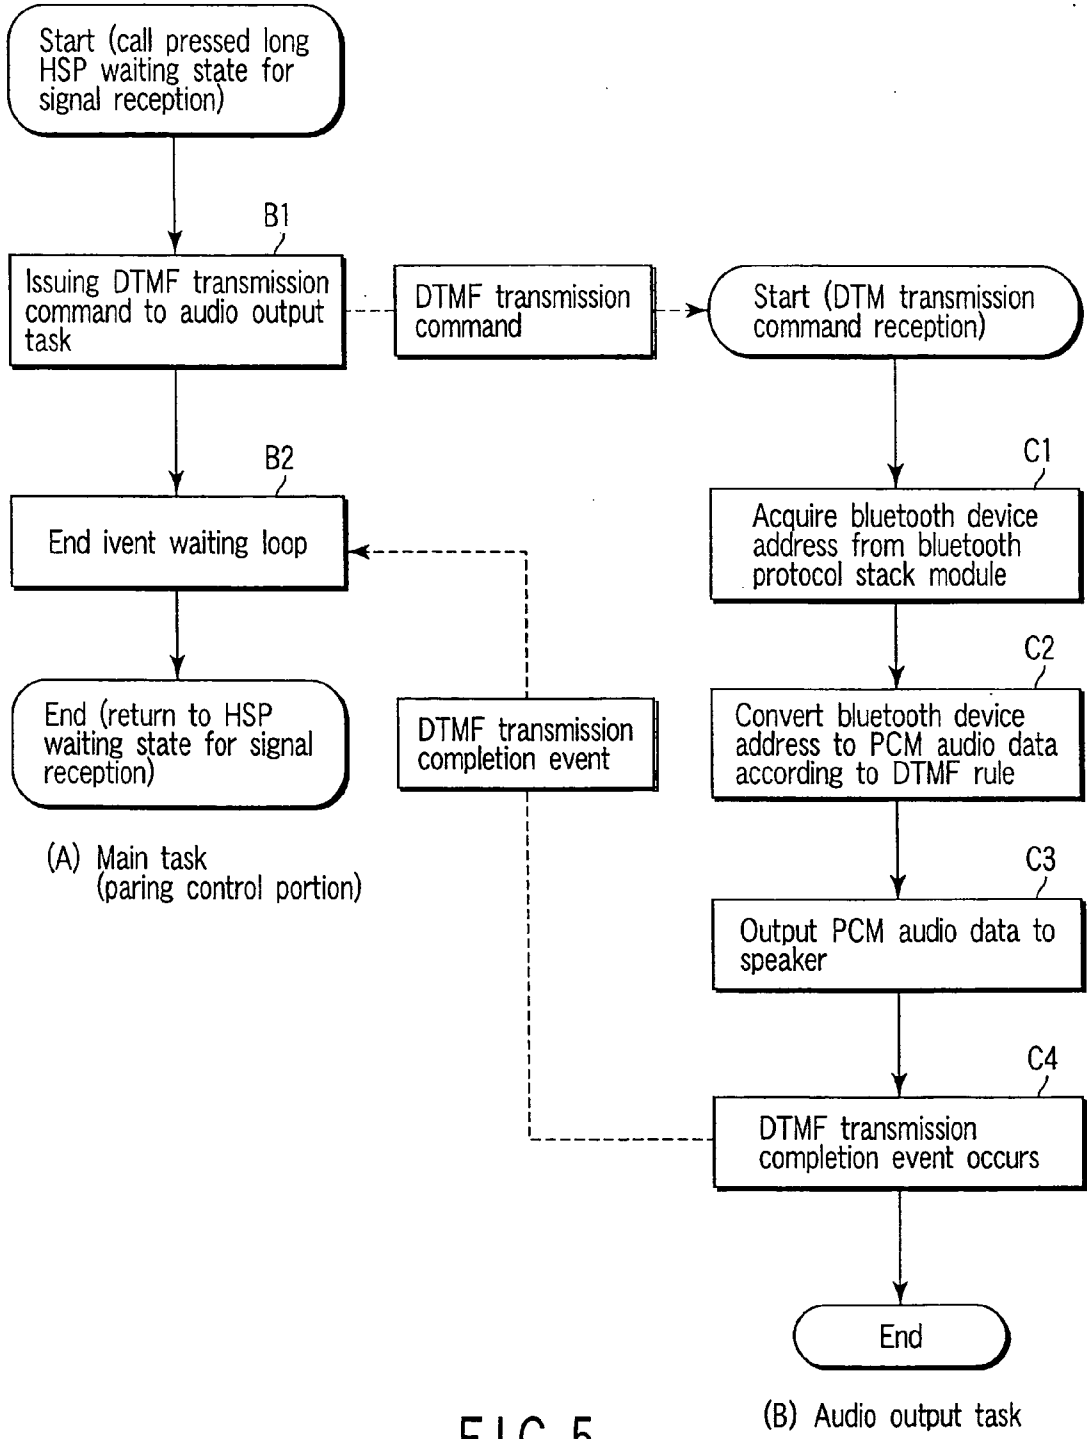 Start (call pressed long
HSP waiting state for
signal reception)
B1
Issuing DTMF transmission
command to audio output
task
DTMF transmission
command
Start (DTM transmission
command reception)
B2
End ivent waiting loop
C1
Acquire bluetooth device
address from bluetooth
protocol stack module
End (return to HSP
waiting state for signal
reception)
DTMF transmission
completion event
C2
Convert bluetooth device
address to PCM audio data
according to DTMF rule
(A) Main task
(paring control portion)
C3
Output PCM audio data to
speaker
C4
DTMF transmission
completion event occurs
End
(B) Audio output task
FIG. 5